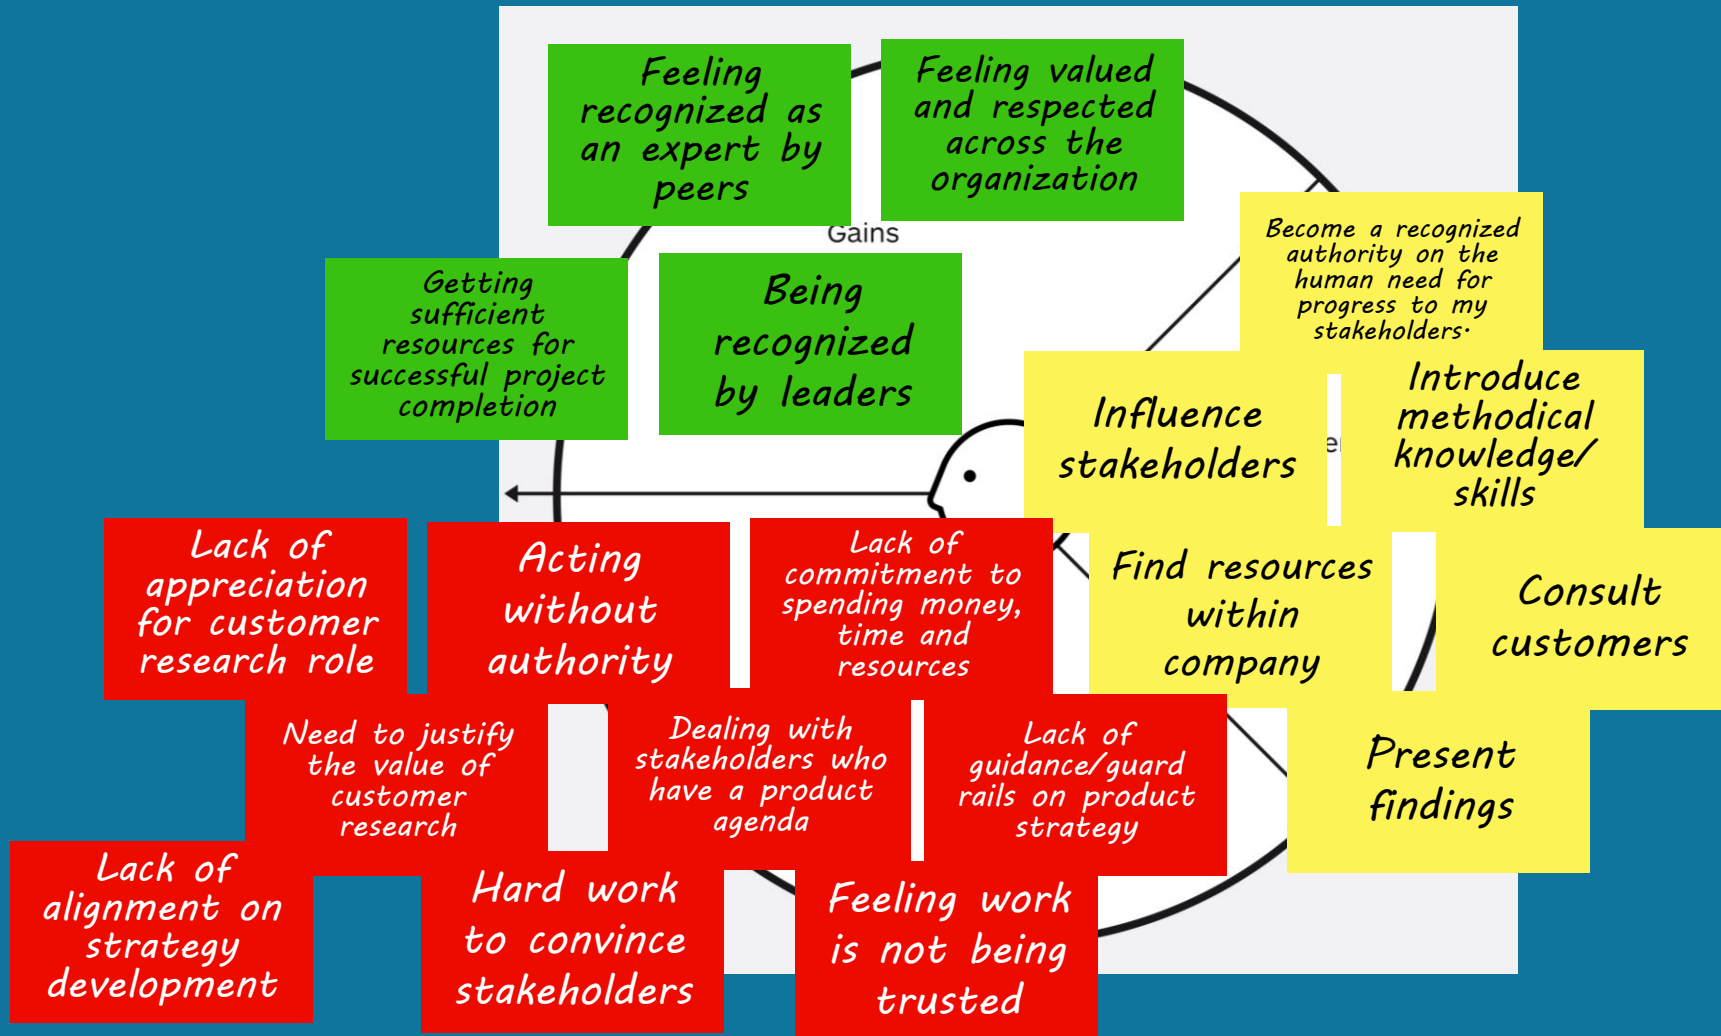 Feeling
recognized as
an expert by
peers
Feeling valued
and respected
across the
organization
Gains
Getting
sufficient
resources for
successful project
completion
Being
recognized
by leaders
Become a recognized
authority on the
human need for
progress to my
stakeholders.
Influence
stakeholders
Introduce
methodical
knowledge/
skills
Lack of
appreciation
for customer
research role
Acting
without
authority
Lack of
commitment to
spending money,
time and
resources
Find resources
within
company
Consult
customers
Need to justify
the value of
customer
research
Dealing with
stakeholders who
have a product
agenda
Lack of
guidance/guard
rails on product
strategy
Present
findings
Lack of
alignment on
strategy
development
Hard work
to convince
stakeholders
Feeling work
is not being
trusted